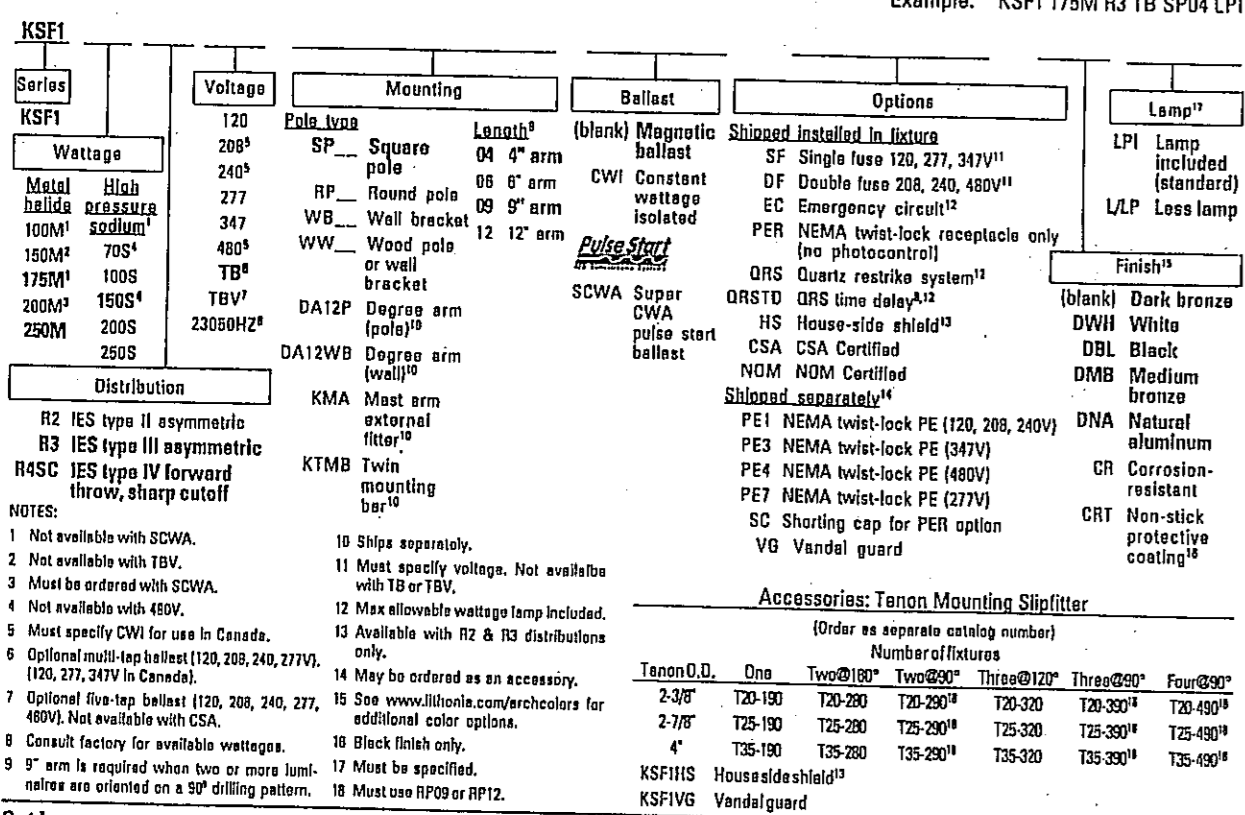 Example: KSF1 175M R3 TB SP04 LPI
KSF1
Series
KSF1
Wattage
Metal halide
High pressure sodium¹
100M¹
150M²
175M¹
200M³
250M
70S⁴
100S
150S⁴
200S
250S
Distribution
R2 IES type II asymmetric
R3 IES type III asymmetric
R4SC IES type IV forward
throw, sharp cutoff
Voltage
120
208⁵
240⁵
277
347
480⁵
TB⁶
TBV⁷
23050HZ⁸
Mounting
Pole type
SP__ Square
pole
RP__ Round pole
WB__ Wall bracket
WW__ Wood pole
or wall
bracket
DA12P Degree arm
(pole)¹⁰
DA12WB Degree arm
(wall)¹⁰
KMA Mast arm
external
fitter¹⁰
KTMB Twin
mounting
bar¹⁰
Length⁹
04 4" arm
06 6" arm
09 9" arm
12 12" arm
Ballast
(blank) Magnetic
ballast
CWI Constant
wattage
isolated
Pulse Start
SCWA Super
CWA
pulse start
ballast
Options
Shipped installed in fixture
SF Single fuse 120, 277, 347V¹¹
DF Double fuse 208, 240, 480V¹¹
EC Emergency circuit¹²
PER NEMA twist-lock receptacle only
(no photocontrol)
QRS Quartz restrike system¹²
QRSTD QRS time delay⁸,¹²
HS House-side shield¹³
CSA CSA Certified
NOM NOM Certified
Shipped separately¹⁴
PE1 NEMA twist-lock PE (120, 208, 240V)
PE3 NEMA twist-lock PE (347V)
PE4 NEMA twist-lock PE (480V)
PE7 NEMA twist-lock PE (277V)
SC Shorting cap for PER option
VG Vandal guard
Lamp¹⁷
LPI Lamp
included
(standard)
L/LP Less lamp
Finish¹⁵
(blank) Dark bronze
DWH White
DBL Black
DMB Medium
bronze
DNA Natural
aluminum
CR Corrosion-
resistant
CRT Non-stick
protective
coating¹⁶
NOTES:
1 Not available with SCWA.
2 Not available with TBV.
3 Must be ordered with SCWA.
4 Not available with 480V.
5 Must specify CWI for use in Canada.
6 Optional multi-tap ballast (120, 208, 240, 277V).
(120, 277, 347V in Canada).
7 Optional five-tap ballast (120, 208, 240, 277,
480V). Not available with CSA.
8 Consult factory for available wattages.
9 9" arm is required when two or more lumi-
naires are oriented on a 90° drilling pattern.
10 Ships separately.
11 Must specify voltage. Not availalbe
with TB or TBV.
12 Max allowable wattage lamp included.
13 Available with R2 & R3 distributions
only.
14 May be ordered as an accessory.
15 See www.lithonia.com/archcolors for
additional color options.
16 Black finish only.
17 Must be specified.
18 Must use RP09 or RP12.
Accessories: Tenon Mounting Slipfitter
(Order as separate catalog number)
Number of fixtures
Tenon O.D. One Two@180° Two@90° Three@120° Three@90° Four@90°
2-3/8" T20-190 T20-280 T20-290¹⁸ T20-320 T20-390¹⁸ T20-490¹⁸
2-7/8" T25-190 T25-280 T25-290¹⁸ T25-320 T25-390¹⁸ T25-490¹⁸
4" T35-190 T35-280 T35-290¹⁸ T35-320 T35-390¹⁸ T35-490¹⁸
KSF1HS House side shield¹³
KSF1VG Vandal guard